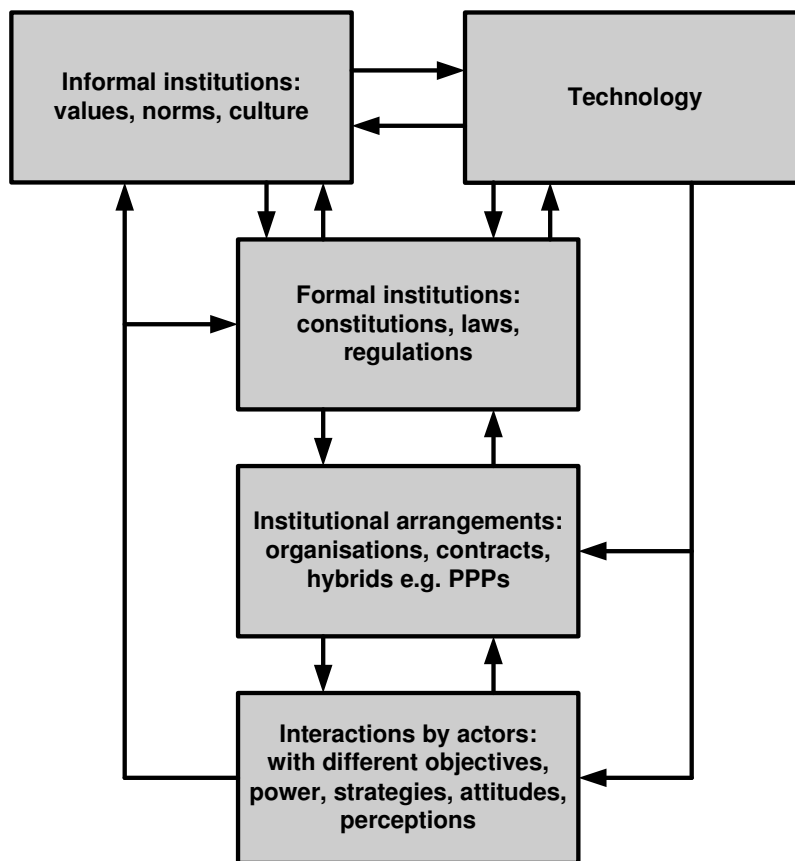 Informal institutions:
values, norms, culture
Technology
Formal institutions:
constitutions, laws,
regulations
Institutional arrangements:
organisations, contracts,
hybrids e.g. PPPs
Interactions by actors:
with different objectives,
power, strategies, attitudes,
perceptions